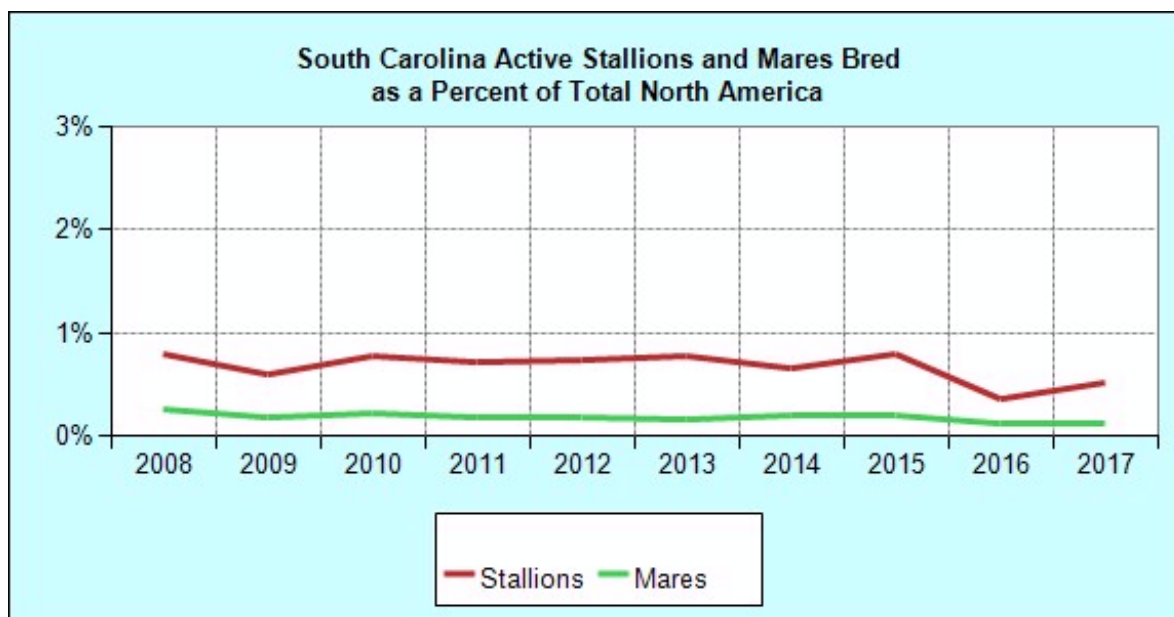 South Carolina Active Stallions and Mares Bred
as a Percent of Total North America
3%
2%
1%
0%
2008 2009 2010 2011 2012 2013 2014 2015 2016 2017
Stallions Mares